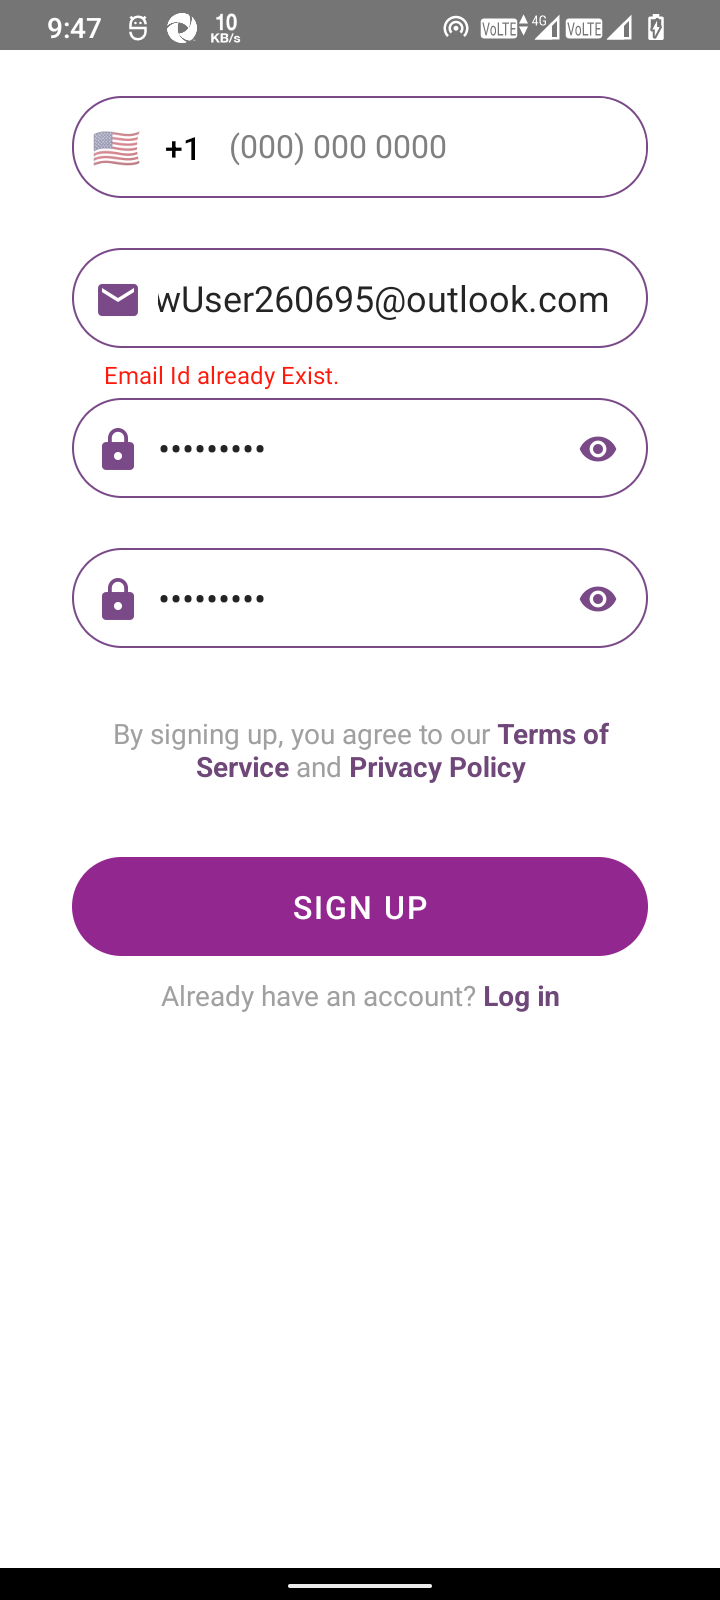 9:47 10 KB/s VoLTE 4G VoLTE
+1 (000) 000 0000
wUser260695@outlook.com
Email Id already Exist.
•••••••••
•••••••••
By signing up, you agree to our Terms of
Service and Privacy Policy
SIGN UP
Already have an account? Log in